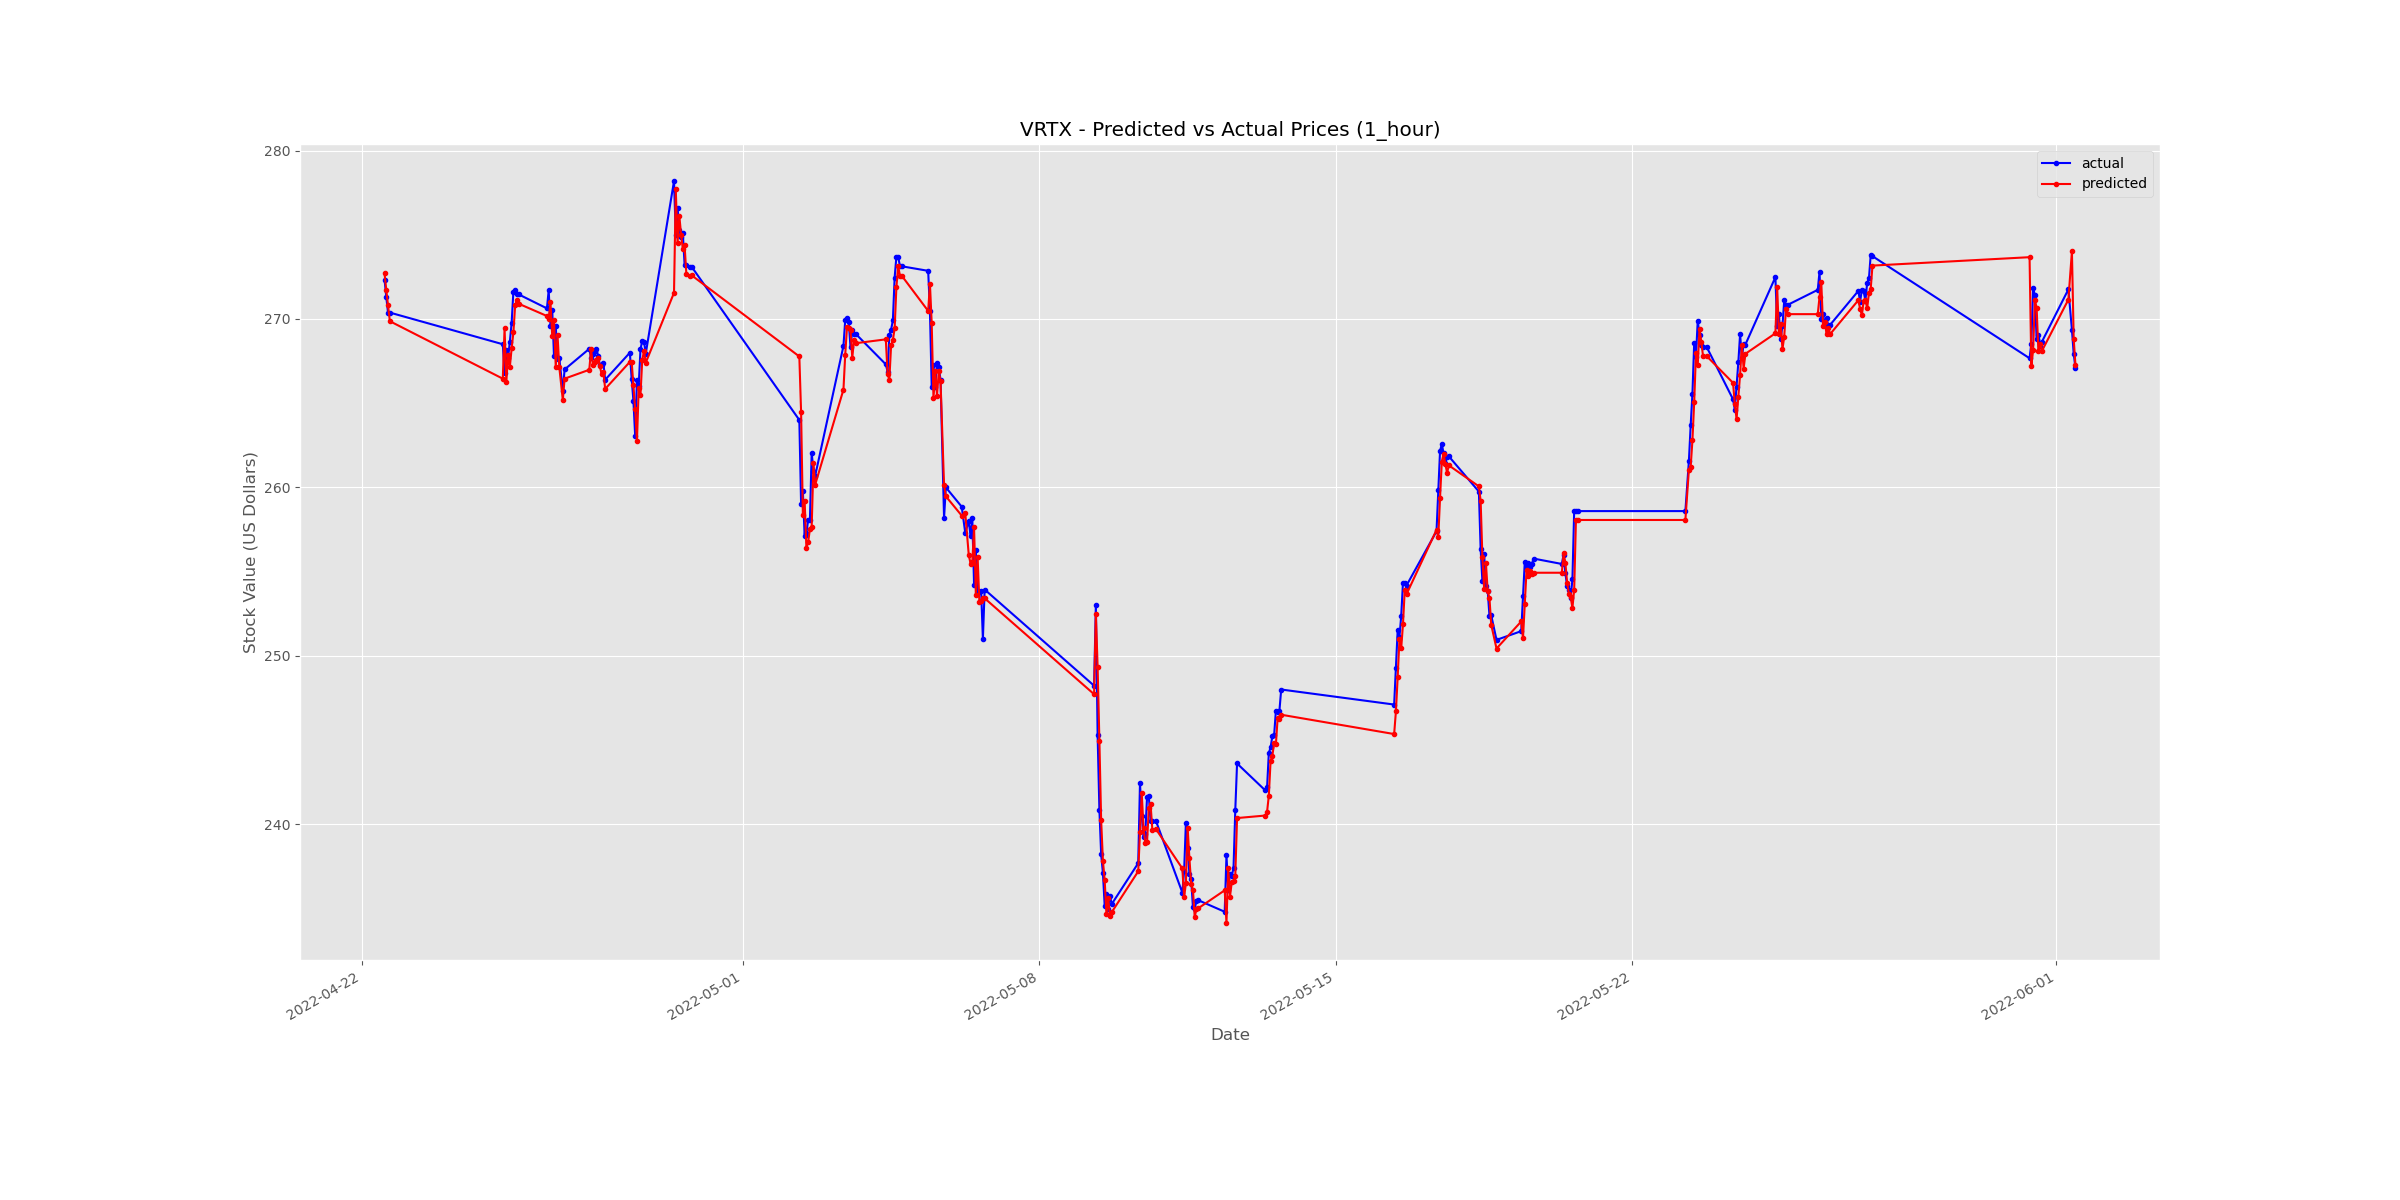 VRTX - Predicted vs Actual Prices (1_hour)
280
270
260
250
240
Stock Value (US Dollars)
actual
predicted
2022-04-22
2022-05-01
2022-05-08
2022-05-15
2022-05-22
2022-06-01
Date